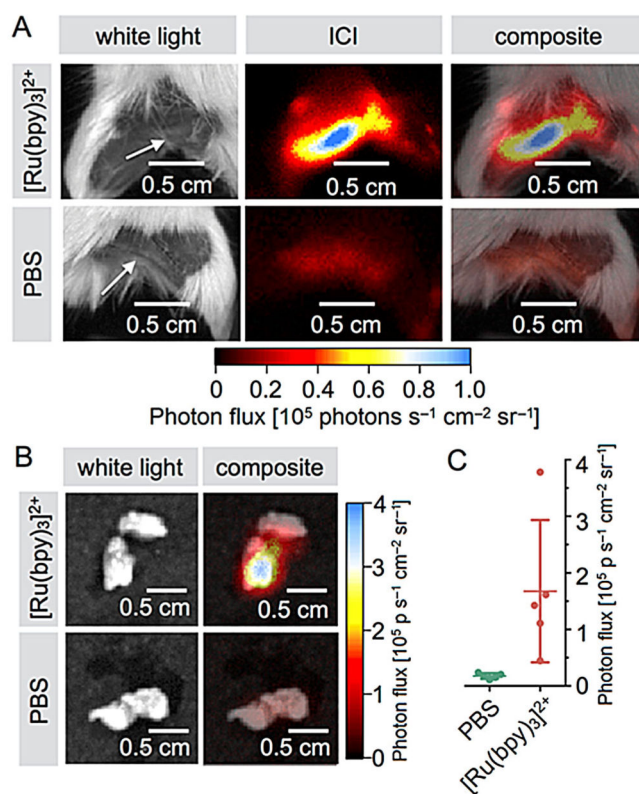 A
white light
ICI
composite
[Ru(bpy)₃]²⁺
0.5 cm
0.5 cm
0.5 cm
PBS
0.5 cm
0.5 cm
0.5 cm
0 0.2 0.4 0.6 0.8 1.0
Photon flux [10⁵ photons s⁻¹ cm⁻² sr⁻¹]
B
white light
composite
[Ru(bpy)₃]²⁺
0.5 cm
0.5 cm
PBS
0.5 cm
0.5 cm
4
3
2
1
0
Photon flux [10⁵ p s⁻¹ cm⁻² sr⁻¹]
C
4
3
2
1
0
Photon flux [10⁵ p s⁻¹ cm⁻² sr⁻¹]
PBS
[Ru(bpy)₃]²⁺